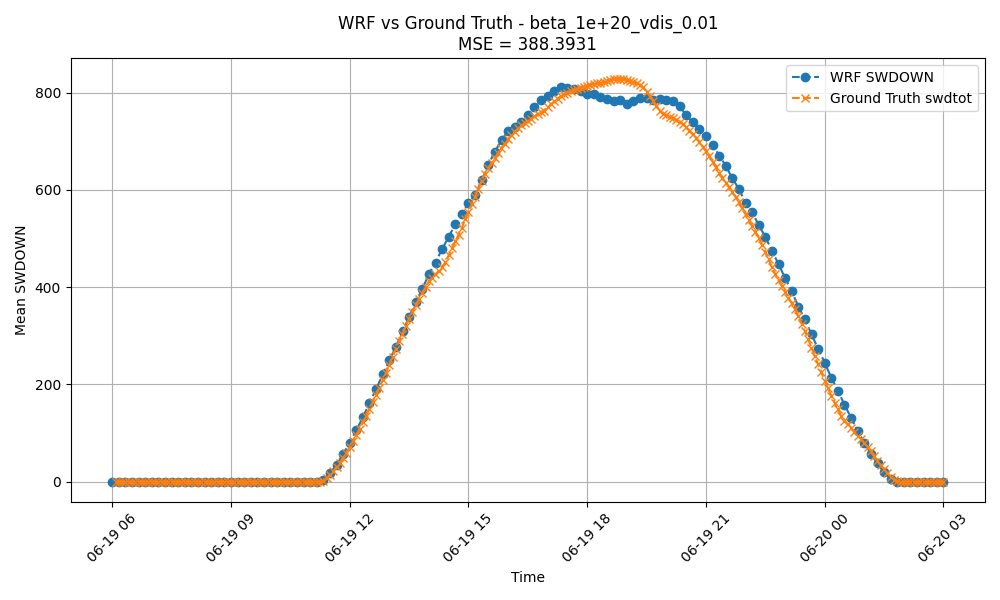 WRF vs Ground Truth - beta_1e+20_vdis_0.01
MSE = 388.3931
WRF SWDOWN
Ground Truth swdtot
Mean SWDOWN
800
600
400
200
0
06-19 06
06-19 09
06-19 12
06-19 15
06-19 18
06-19 21
06-20 00
06-20 03
Time